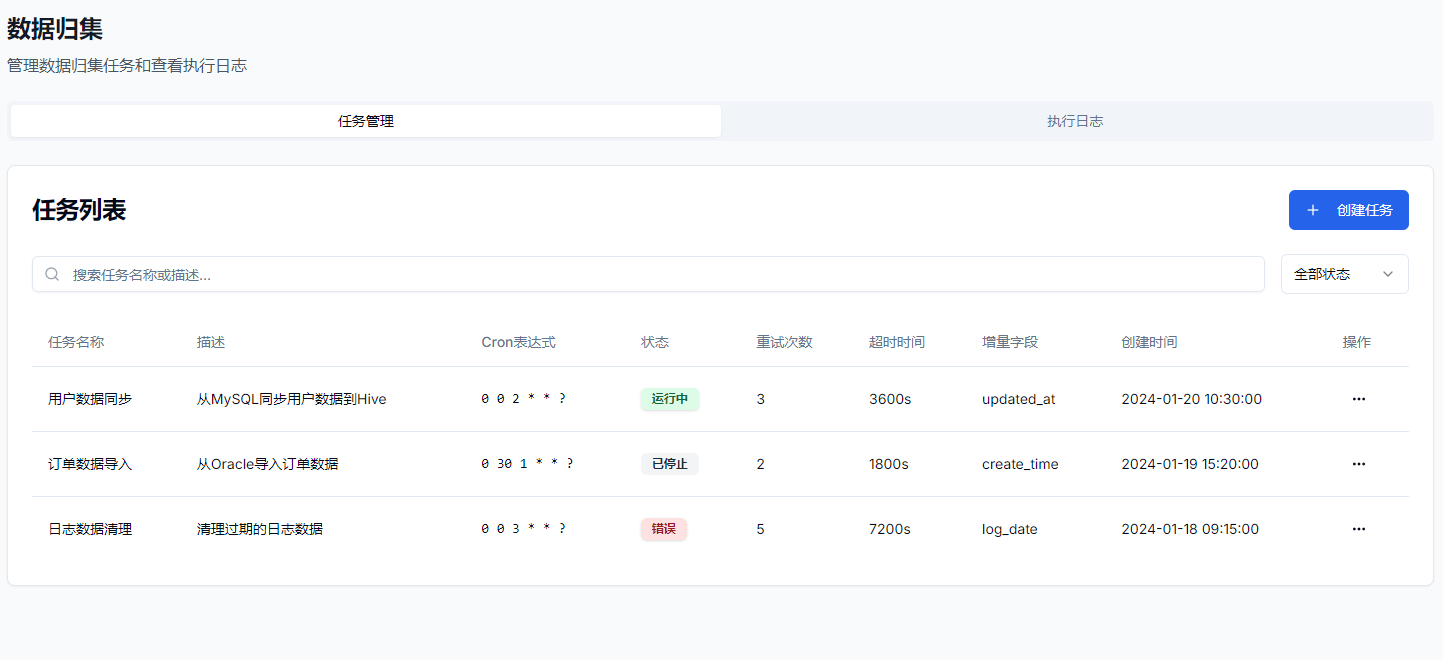 数据归集
管理数据归集任务和查看执行日志
任务管理 执行日志
任务列表 创建任务
搜索任务名称或描述... 全部状态
任务名称 描述 Cron表达式 状态 重试次数 超时时间 增量字段 创建时间 操作
用户数据同步 从MySQL同步用户数据到Hive 0 0 2 * * ? 运行中 3 3600s updated_at 2024-01-20 10:30:00
订单数据导入 从Oracle导入订单数据 0 30 1 * * ? 已停止 2 1800s create_time 2024-01-19 15:20:00
日志数据清理 清理过期的日志数据 0 0 3 * * ? 错误 5 7200s log_date 2024-01-18 09:15:00